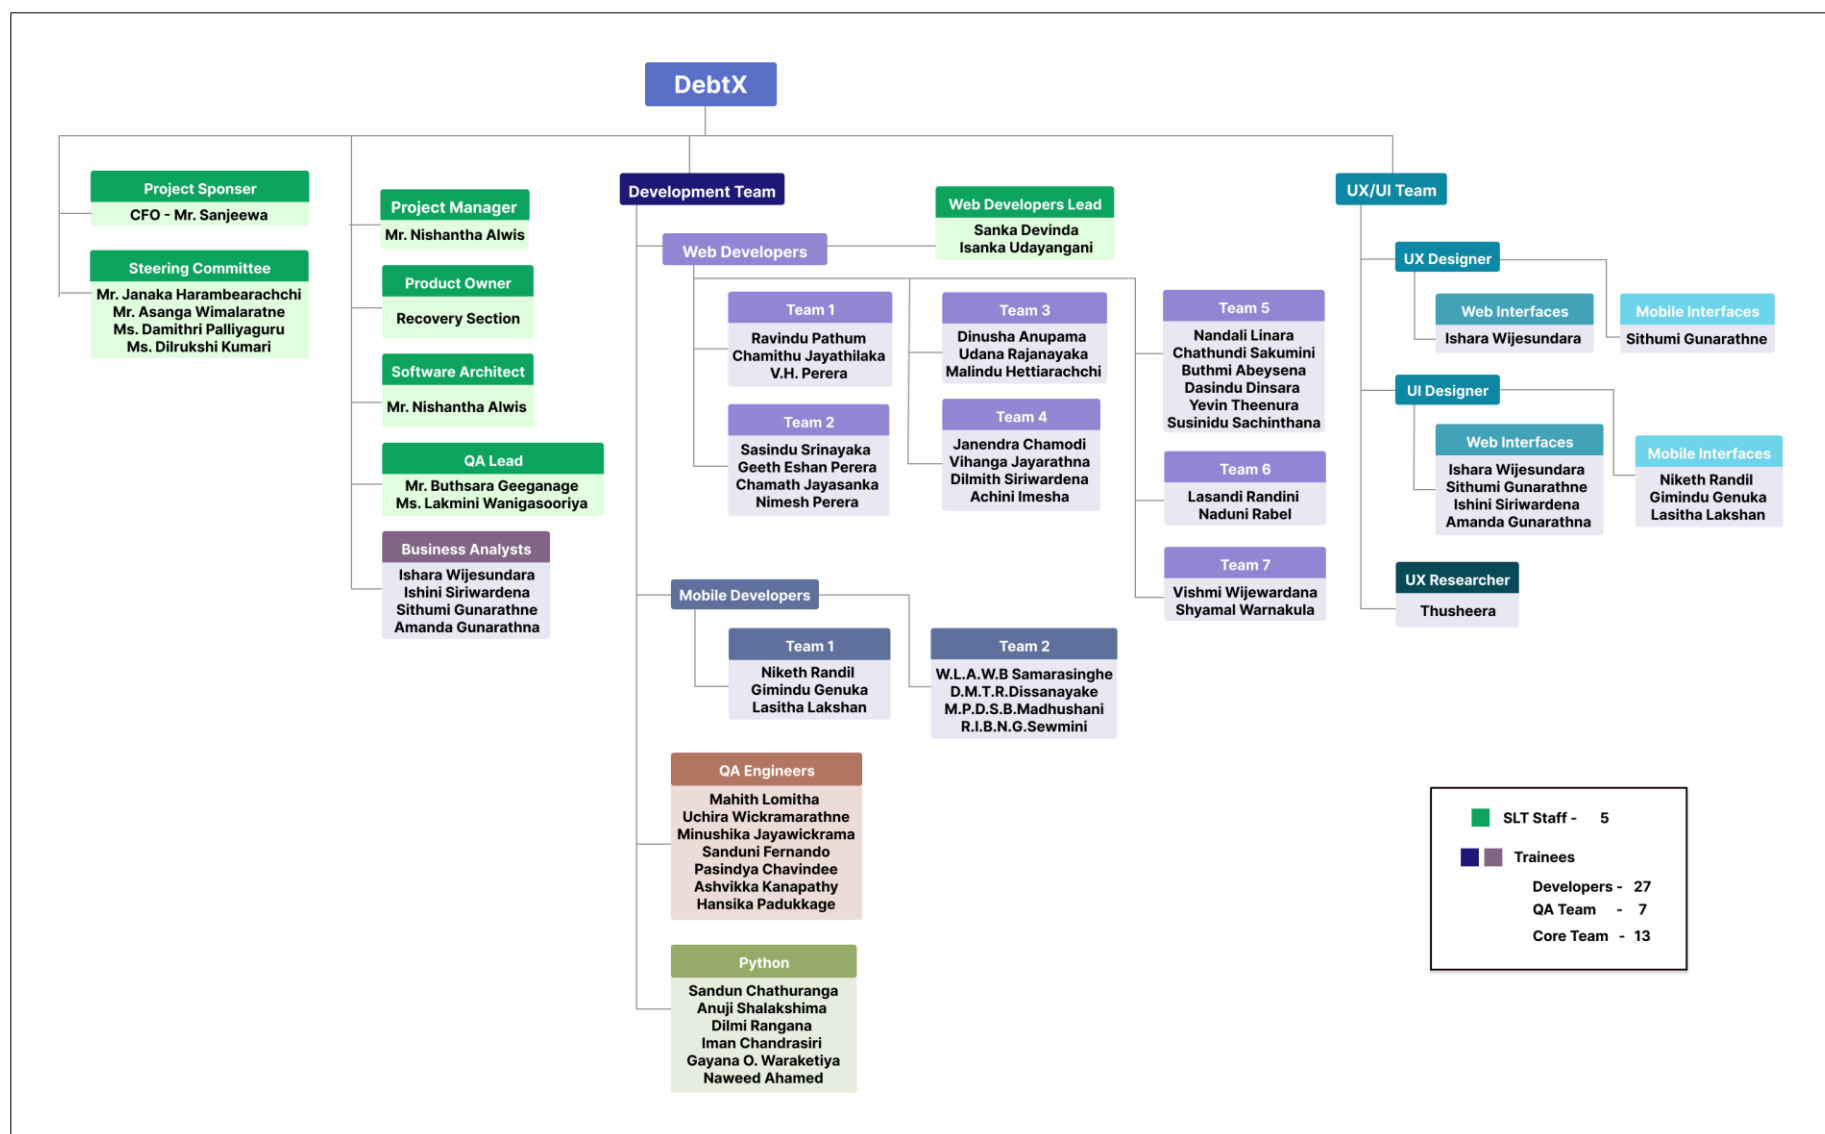 DebtX
Project Sponser
CFO - Mr. Sanjeewa
Steering Committee
Mr. Janaka Harambearachchi
Mr. Asanga Wimalaratne
Ms. Damithri Palliyaguru
Ms. Dilrukshi Kumari
Project Manager
Mr. Nishantha Alwis
Product Owner
Recovery Section
Software Architect
Mr. Nishantha Alwis
QA Lead
Mr. Buthsara Geeganage
Ms. Lakmini Wanigasooriya
Business Analysts
Ishara Wijesundara
Ishini Siriwardena
Sithumi Gunarathne
Amanda Gunarathna
Development Team
Web Developers
Web Developers Lead
Sanka Devinda
Isanka Udayangani
Team 1
Ravindu Pathum
Chamithu Jayathilaka
V.H. Perera
Team 2
Sasindu Srinayaka
Geeth Eshan Perera
Chamath Jayasanka
Nimesh Perera
Team 3
Dinusha Anupama
Udana Rajanayaka
Malindu Hettiarachchi
Team 4
Janendra Chamodi
Vihanga Jayarathna
Dilmith Siriwardena
Achini Imesha
Team 5
Nandali Linara
Chathundi Sakumini
Buthmi Abeysena
Dasindu Dinsara
Yevin Theenura
Susinidu Sachinthana
Team 6
Lasandi Randini
Naduni Rabel
Team 7
Vishmi Wijewardana
Shyamal Warnakula
Mobile Developers
Team 1
Niketh Randil
Gimindu Genuka
Lasitha Lakshan
Team 2
W.L.A.W.B Samarasinghe
D.M.T.R.Dissanayake
M.P.D.S.B.Madhushani
R.I.B.N.G.Sewmini
QA Engineers
Mahith Lomitha
Uchira Wickramarathne
Minushika Jayawickrama
Sanduni Fernando
Pasindya Chavindee
Ashvikka Kanapathy
Hansika Padukkage
Python
Sandun Chathuranga
Anuji Shalakshima
Dilmi Rangana
Iman Chandrasiri
Gayana O. Waraketiya
Naweed Ahamed
UX/UI Team
UX Designer
Web Interfaces
Ishara Wijesundara
Mobile Interfaces
Sithumi Gunarathne
UI Designer
Web Interfaces
Ishara Wijesundara
Sithumi Gunarathne
Ishini Siriwardena
Amanda Gunarathna
Mobile Interfaces
Niketh Randil
Gimindu Genuka
Lasitha Lakshan
UX Researcher
Thusheera
SLT Staff - 5
Trainees
Developers - 27
QA Team - 7
Core Team - 13